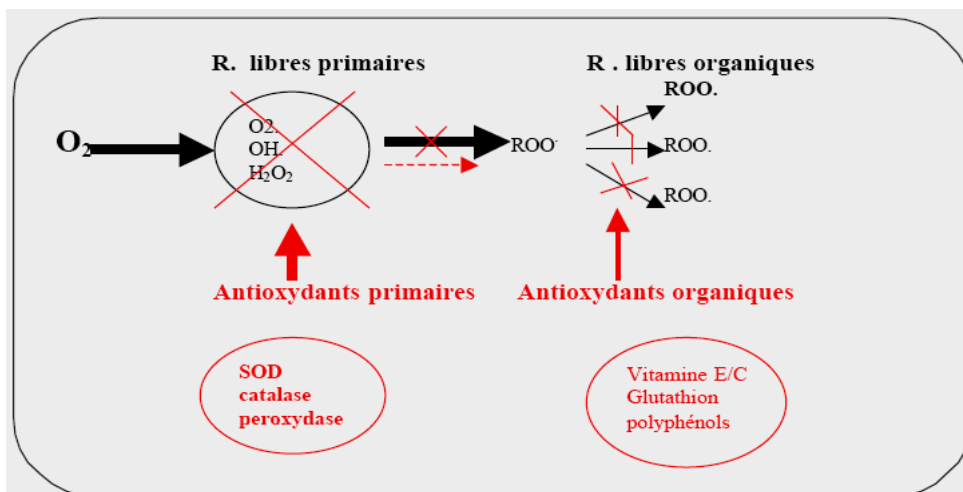 R. libres primaires
R . libres organiques
ROO.
O₂
O2.
OH.
H₂O₂
ROO·
ROO.
ROO.
Antioxydants primaires
Antioxydants organiques
SOD
catalase
peroxydase
Vitamine E/C
Glutathion
polyphénols